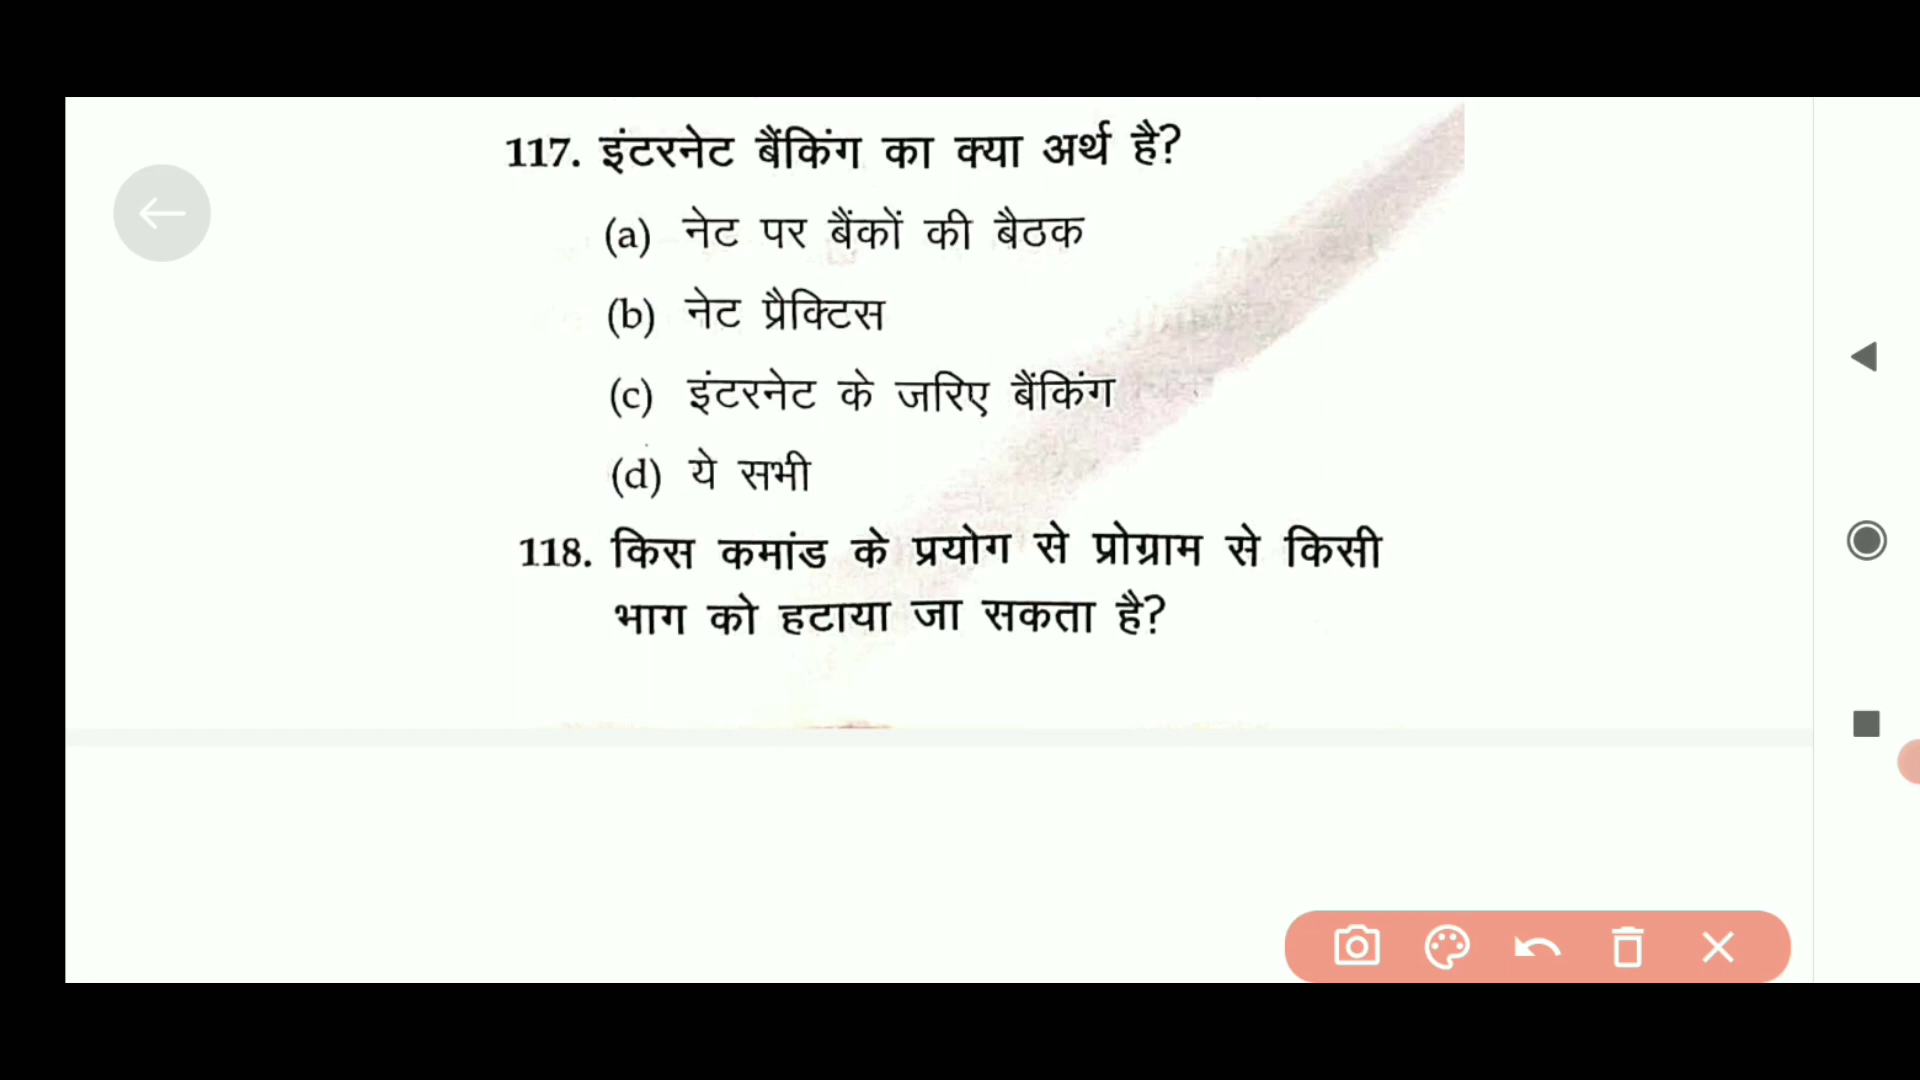 117. इंटरनेट बैंकिंग का क्या अर्थ है?
(a) नेट पर बैंकों की बैठक
(b) नेट प्रैक्टिस
(c) इंटरनेट के जरिए बैंकिंग
(d) ये सभी
118. किस कमांड के प्रयोग से प्रोग्राम से किसी
भाग को हटाया जा सकता है?